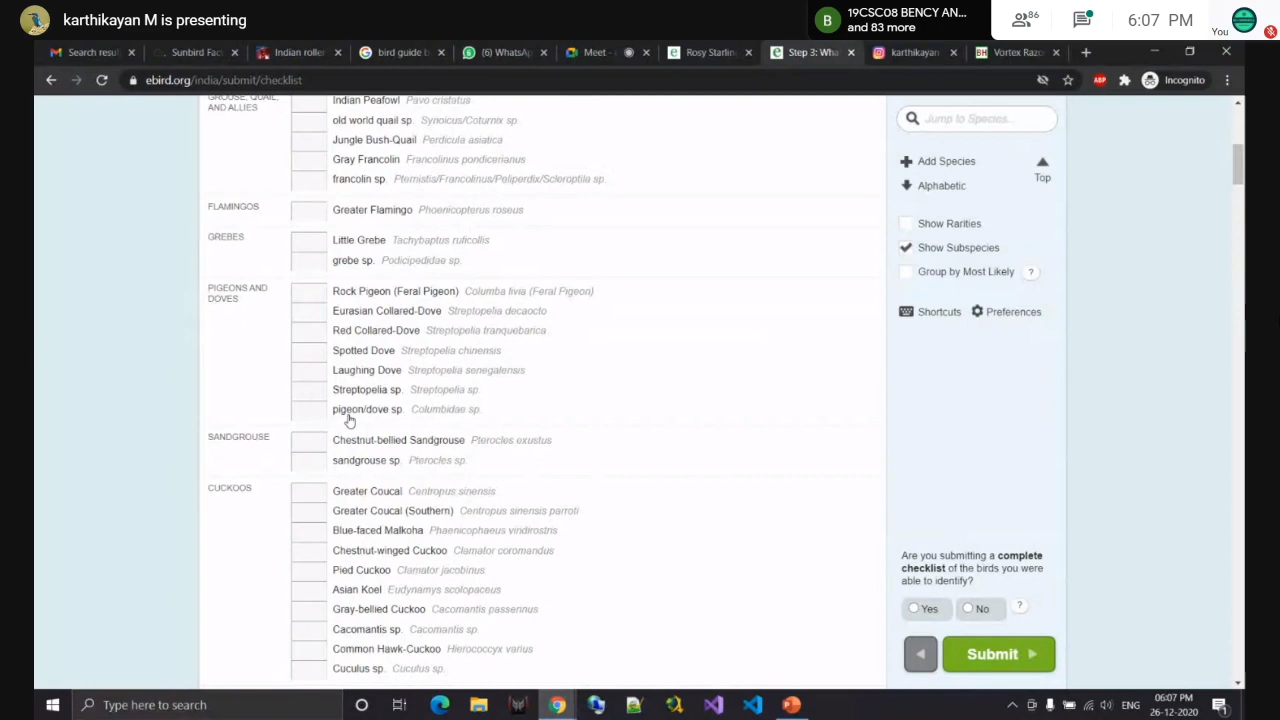 karthikayan M is presenting
B
19CSC08 BENCY AN...
and 83 more
86
6:07 PM
You
Search resul
Sunbird Fac
Indian roller
bird guide b
(6) WhatsAp
Meet -
Rosy Starlin
Step 3: Wha
karthikayan
Vortex Razo
ebird.org/india/submit/checklist
ABP
Incognito
GROUSE, QUAIL,
AND ALLIES
Indian Peafowl Pavo cristatus
old world quail sp. Synoicus/Coturnix sp.
Jungle Bush-Quail Perdicula asiatica
Gray Francolin Francolinus pondicerianus
francolin sp. Pternistis/Francolinus/Peliperdix/Scleroptila sp.
FLAMINGOS
Greater Flamingo Phoenicopterus roseus
GREBES
Little Grebe Tachybaptus ruficollis
grebe sp. Podicipedidae sp.
PIGEONS AND
DOVES
Rock Pigeon (Feral Pigeon) Columba livia (Feral Pigeon)
Eurasian Collared-Dove Streptopelia decaocto
Red Collared-Dove Streptopelia tranquebarica
Spotted Dove Streptopelia chinensis
Laughing Dove Streptopelia senegalensis
Streptopelia sp. Streptopelia sp.
pigeon/dove sp. Columbidae sp.
SANDGROUSE
Chestnut-bellied Sandgrouse Pterocles exustus
sandgrouse sp. Pterocles sp.
CUCKOOS
Greater Coucal Centropus sinensis
Greater Coucal (Southern) Centropus sinensis parroti
Blue-faced Malkoha Phaenicophaeus viridirostris
Chestnut-winged Cuckoo Clamator coromandus
Pied Cuckoo Clamator jacobinus
Asian Koel Eudynamys scolopaceus
Gray-bellied Cuckoo Cacomantis passerinus
Cacomantis sp. Cacomantis sp.
Common Hawk-Cuckoo Hierococcyx varius
Cuculus sp. Cuculus sp.
Jump to Species...
Add Species
Top
Alphabetic
Show Rarities
Show Subspecies
Group by Most Likely ?
Shortcuts
Preferences
Are you submitting a complete
checklist of the birds you were
able to identify?
Yes
No
?
Submit
Type here to search
ENG
06:07 PM
26-12-2020
1